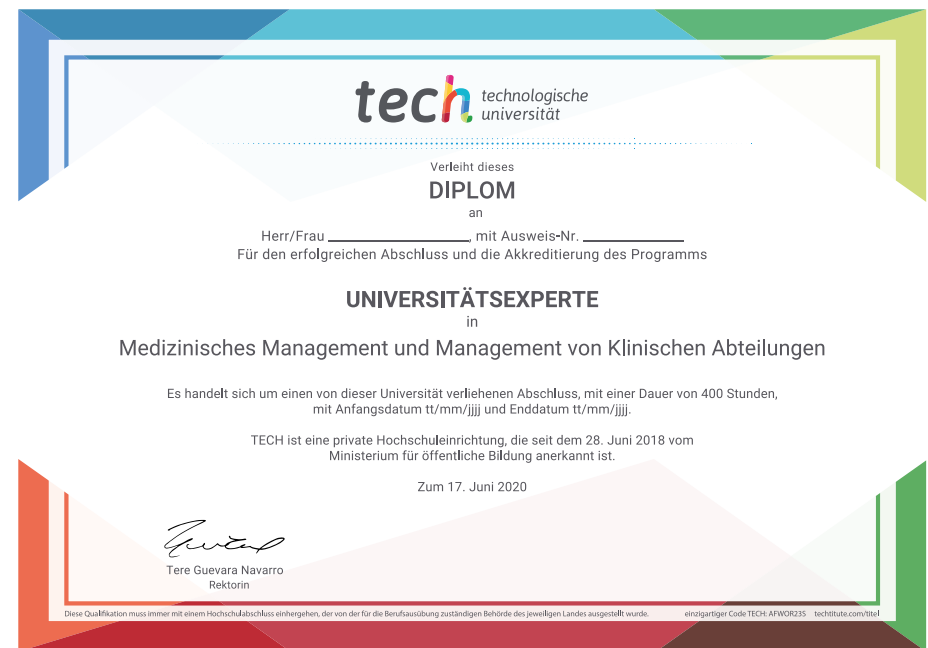 tech technologische
universität
Verleiht dieses
DIPLOM
an
Herr/Frau ____________________, mit Ausweis-Nr. ______________
Für den erfolgreichen Abschluss und die Akkreditierung des Programms
UNIVERSITÄTSEXPERTE
in
Medizinisches Management und Management von Klinischen Abteilungen
Es handelt sich um einen von dieser Universität verliehenen Abschluss, mit einer Dauer von 400 Stunden,
mit Anfangsdatum tt/mm/jjjj und Enddatum tt/mm/jjjj.
TECH ist eine private Hochschuleinrichtung, die seit dem 28. Juni 2018 vom
Ministerium für öffentliche Bildung anerkannt ist.
Zum 17. Juni 2020
Tere Guevara Navarro
Rektorin
Diese Qualifikation muss immer mit einem Hochschulabschluss einhergehen, der von der für die Berufsausübung zuständigen Behörde des jeweiligen Landes ausgestellt wurde. einzigartiger Code TECH: AFWOR23S techtitute.com/titel